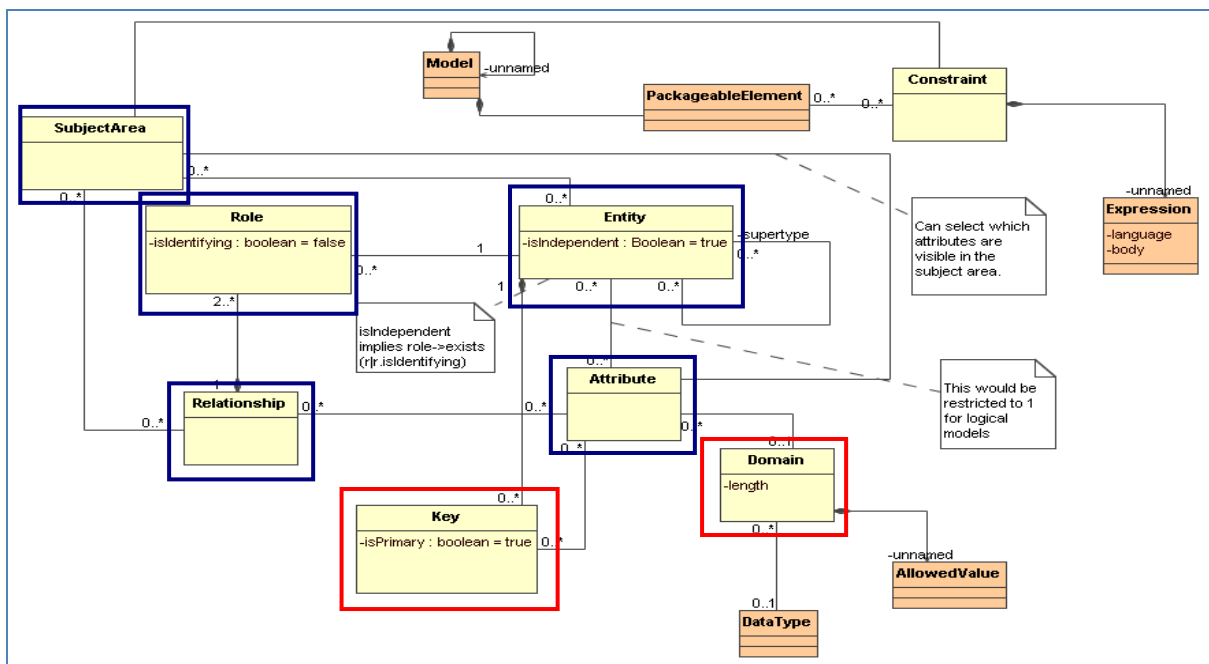 Model
-unnamed
PackageableElement
0..*
0..*
Constraint
SubjectArea
0..*
0..*
0..*
0..*
Role
-isIdentifying : boolean = false
1
0..*
2..*
Entity
-isIndependent : Boolean = true
-supertype
0..*
1
0..*
0..*
Can select which
attributes are
visible in the
subject area.
-unnamed
Expression
-language
-body
isIndependent
implies role->exists
(r|r.isIdentifying)
0..*
Attribute
This would be
restricted to 1
for logical
models
1
Relationship
0..*
0..*
0..*
0..*
0..1
0..*
Domain
-length
0..*
0..*
Key
-isPrimary : boolean = true
0..*
-unnamed
AllowedValue
0..1
DataType